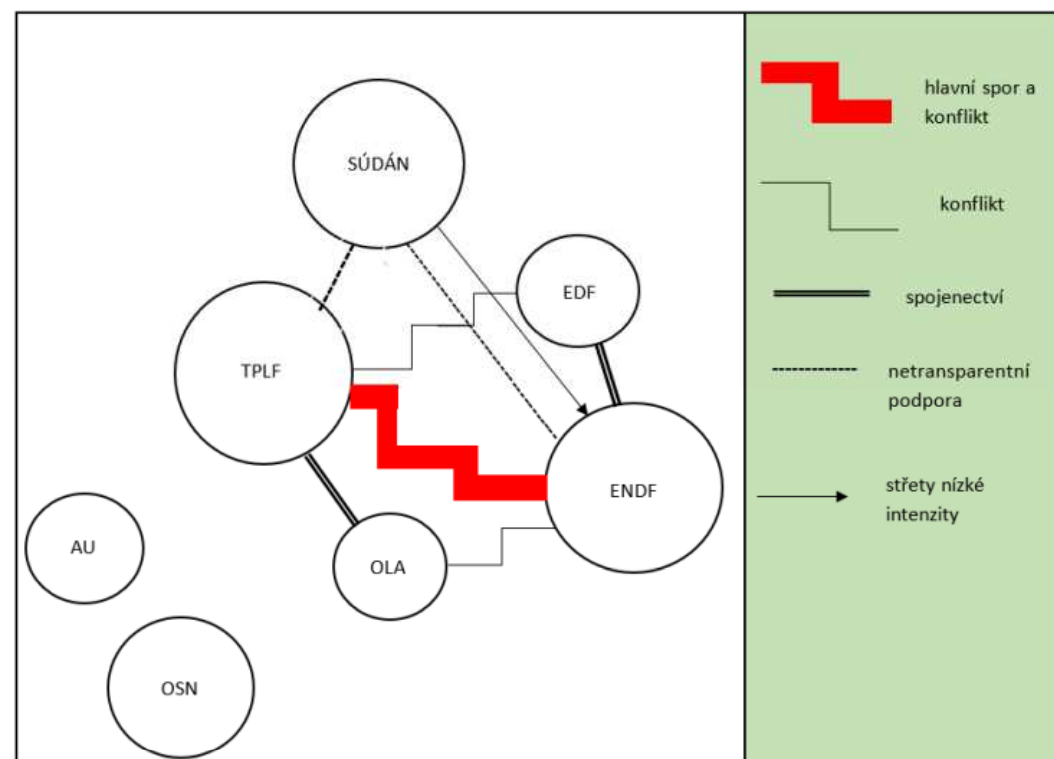 SÚDÁN
EDF
TPLF
ENDF
OLA
AU
OSN
hlavní spor a
konflikt
konflikt
spojenectví
netransparentní
podpora
střety nízké
intenzity